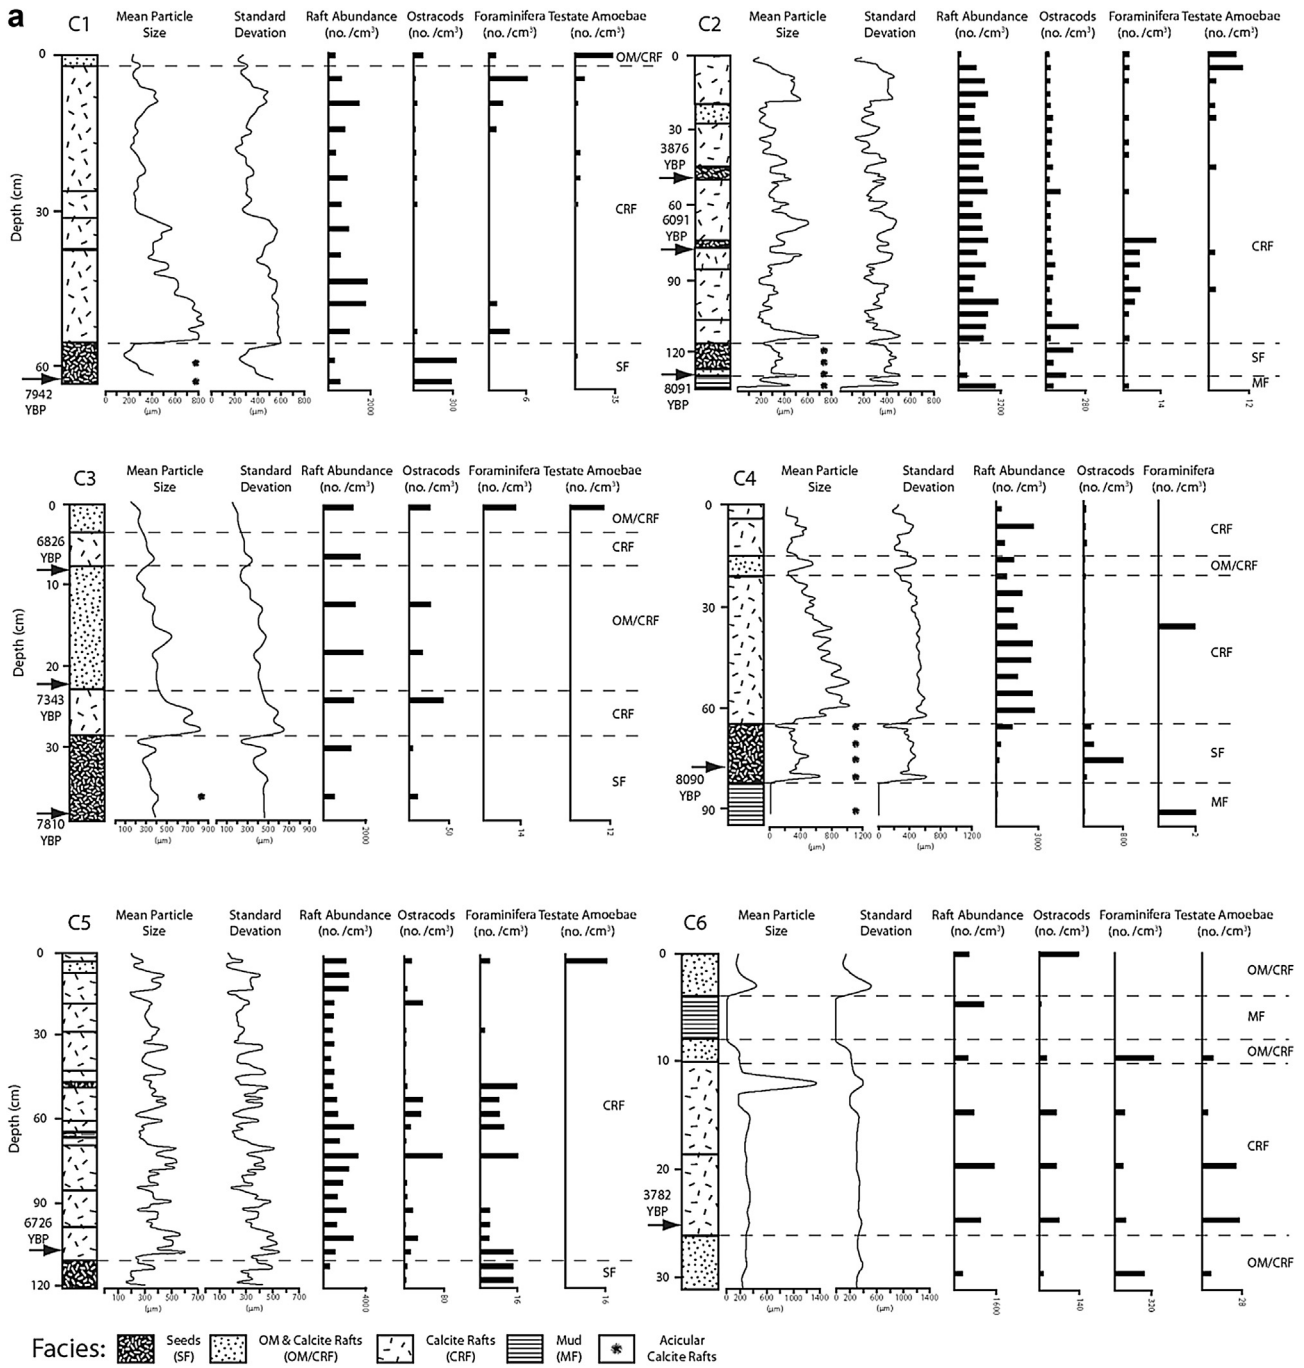 a
C1
Mean Particle Size
Standard Devation
Raft Abundance (no. /cm³)
Ostracods (no. /cm³)
Foraminifera (no. /cm³)
Testate Amoebae (no. /cm³)
Depth (cm)
0
30
60
7942 YBP
OM/CRF
CRF
SF
0 200 400 600 800
(µm)
0 200 400 600 800
(µm)
2000
300
6
35
C2
Mean Particle Size
Standard Devation
Raft Abundance (no. /cm³)
Ostracods (no. /cm³)
Foraminifera (no. /cm³)
Testate Amoebae (no. /cm³)
0
30
3876 YBP
60
6091 YBP
90
120
8091 YBP
CRF
SF
MF
200 400 600 800
(µm)
200 400 600 800
(µm)
3200
280
14
12
C3
Mean Particle Size
Standard Devation
Raft Abundance (no. /cm³)
Ostracods (no. /cm³)
Foraminifera (no. /cm³)
Testate Amoebae (no. /cm³)
Depth (cm)
0
6826 YBP
10
20
7343 YBP
30
7810 YBP
OM/CRF
CRF
OM/CRF
CRF
SF
100 300 500 700 900
(µm)
100 300 500 700 900
(µm)
2000
50
14
12
C4
Mean Particle Size
Standard Devation
Raft Abundance (no. /cm³)
Ostracods (no. /cm³)
Foraminifera (no. /cm³)
0
30
60
8090 YBP
90
CRF
OM/CRF
CRF
SF
MF
0 400 800 1200
(µm)
0 400 800 1200
(µm)
3000
800
2
C5
Mean Particle Size
Standard Devation
Raft Abundance (no. /cm³)
Ostracods (no. /cm³)
Foraminifera (no. /cm³)
Testate Amoebae (no. /cm³)
Depth (cm)
0
30
60
90
6726 YBP
120
CRF
SF
100 300 500 700
(µm)
100 300 500 700
(µm)
4000
80
16
16
C6
Mean Particle Size
Standard Devation
Raft Abundance (no. /cm³)
Ostracods (no. /cm³)
Foraminifera (no. /cm³)
Testate Amoebae (no. /cm³)
0
10
20
3782 YBP
30
OM/CRF
MF
OM/CRF
CRF
OM/CRF
0 200 600 1000 1400
(µm)
0 200 600 1000 1400
(µm)
1600
140
320
28
Facies:
Seeds (SF)
OM & Calcite Rafts (OM/CRF)
Calcite Rafts (CRF)
Mud (MF)
Acicular Calcite Rafts